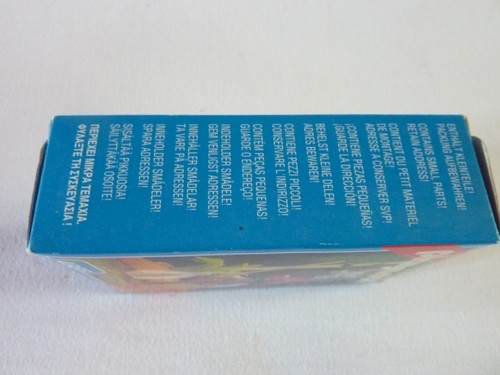 ENTHÄLT KLEINTEILE!
PACKUNG AUFBEWAHREN!
CONTAINS SMALL PARTS!
RETAIN ADDRESS!
CONTIENT DU PETIT MATERIEL
DE MONTAGE.
ADRESSE A CONSERVER SVP!
¡CONTIENE PIEZAS PEQUEÑAS!
¡GUARDE LA DIRECCION!
BEHELST KLEINE DELEN!
ADRES BEWAREN!
CONTIENE PEZZI PICCOLI!
CONSERVARE L'INDIRIZZO!
CONTEM PEÇAS PEQUENAS!
GUARDE O ENDEREÇO!
INDEHOLDER SMÅDELE!
GEM VENLIGST ADRESSEN!
INNEHÅLLER SMÅDELAR!
TA VARE PÅ ADRESSEN!
INNEHOLDER SMÅDELER!
SPARA ADRESSEN!
SISÄLTÄÄ PIKKUOSIA!
SÄILYTTÄKÄÄ OSOITE!
ΠΕΡΙΕΧΕΙ ΜΙΚΡΑ ΤΕΜΑΧΙΑ.
ΦΥΛΑΞΤΕ ΤΗ ΣΥΣΚΕΥΑΣΙΑ !